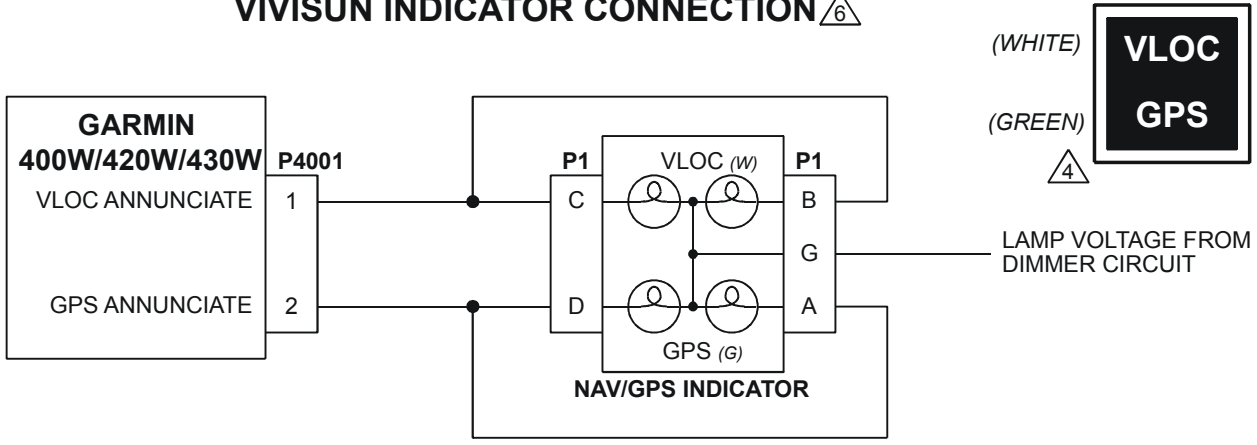 VIVISUN INDICATOR CONNECTION 6
(WHITE)
VLOC
(GREEN)
GPS
4
GARMIN
400W/420W/430W
P4001
VLOC ANNUNCIATE
1
GPS ANNUNCIATE
2
P1
VLOC (W)
P1
C
B
G
D
A
GPS (G)
NAV/GPS INDICATOR
LAMP VOLTAGE FROM
DIMMER CIRCUIT